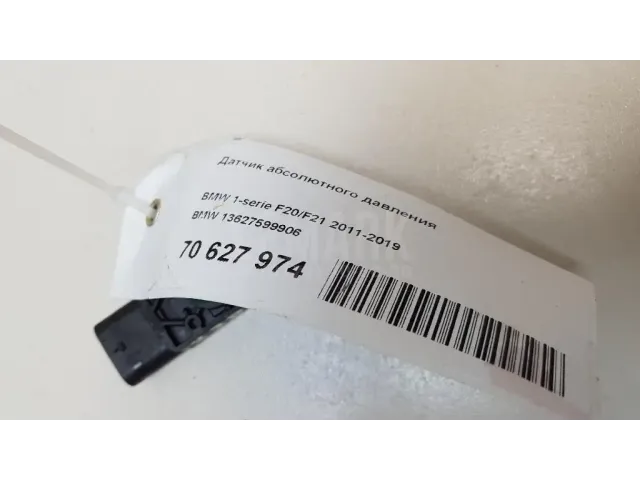 Датчик абсолютного давления
BMW 1-serie F20/F21 2011-2019
BMW 13627599906
70 627 974